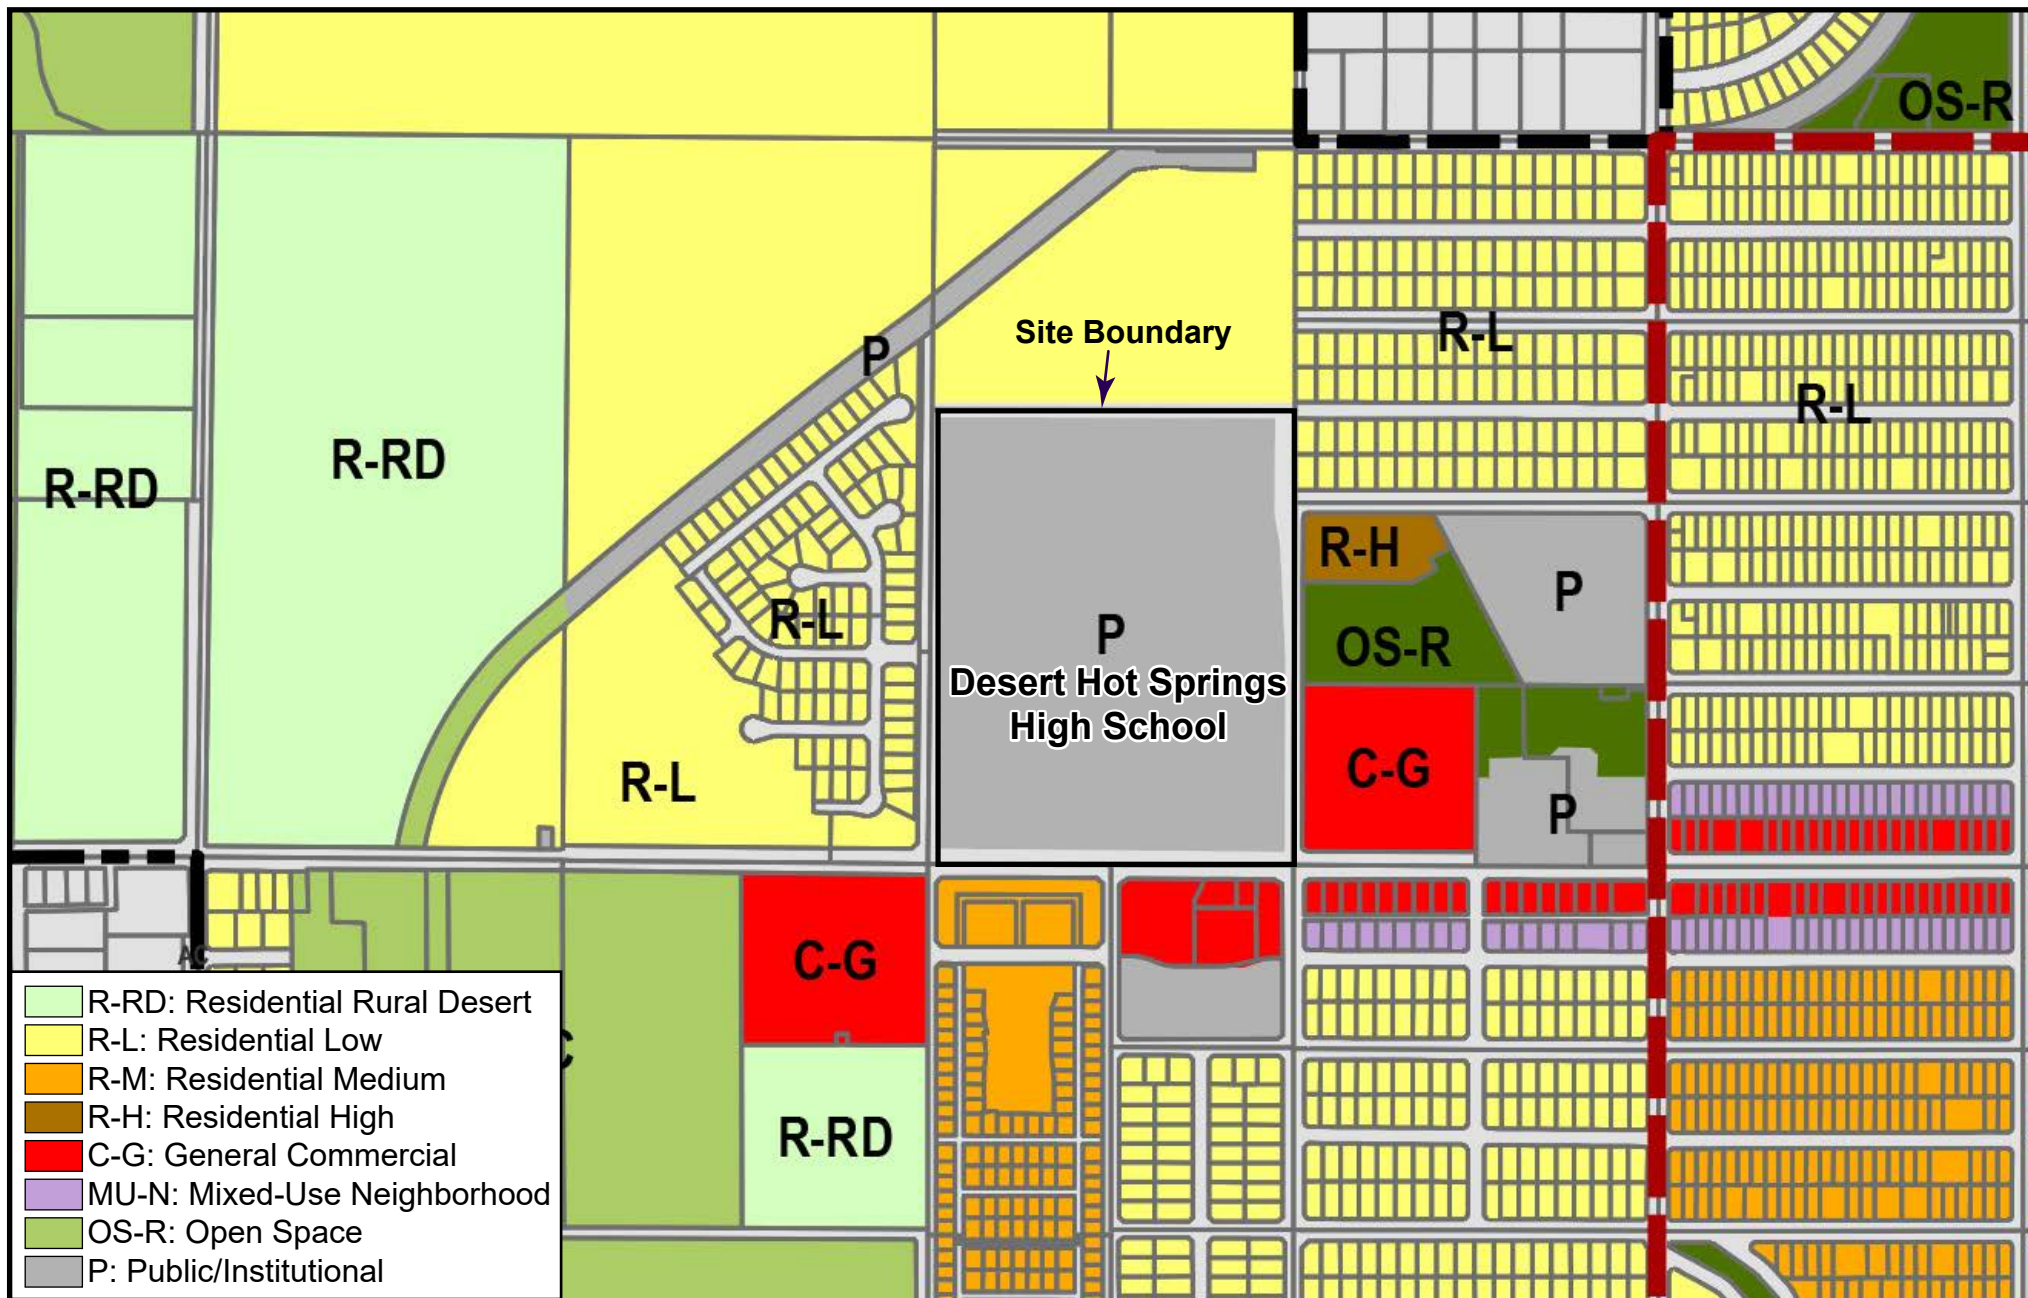 OS-R
Site Boundary
P
R-L
R-L
R-RD
R-RD
R-H
P
R-L
P
OS-R
Desert Hot Springs
High School
R-L
C-G
P
C-G
AC
R-RD
R-RD: Residential Rural Desert
R-L: Residential Low
R-M: Residential Medium
R-H: Residential High
C-G: General Commercial
MU-N: Mixed-Use Neighborhood
OS-R: Open Space
P: Public/Institutional